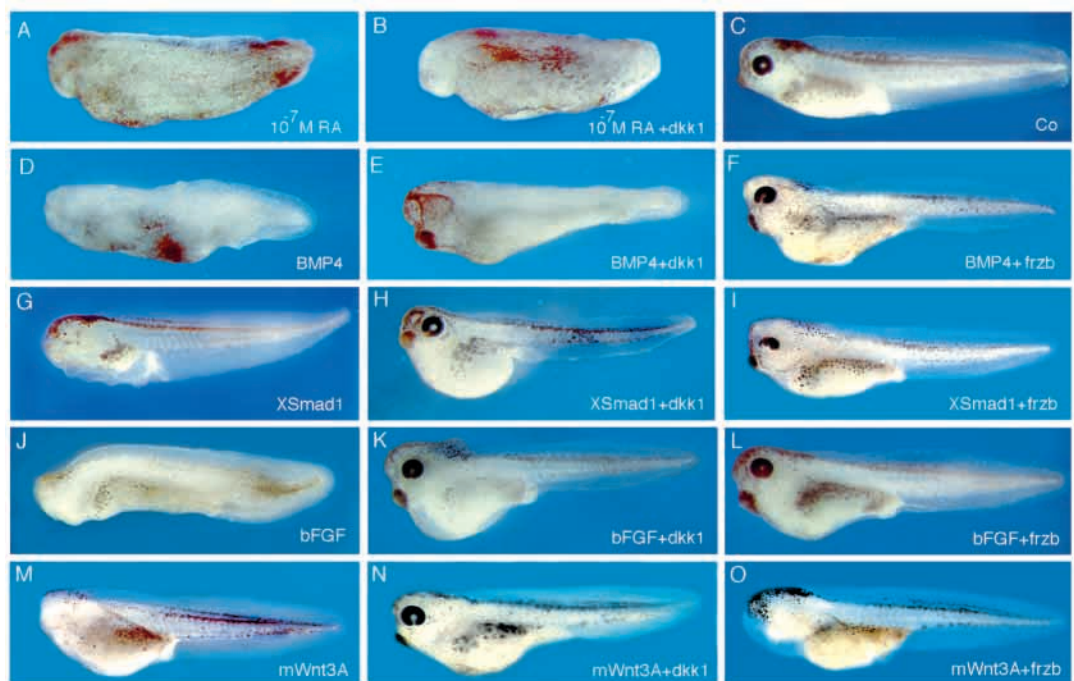 A
10⁻⁷M RA
B
10⁻⁷M RA +dkk1
C
Co
D
BMP4
E
BMP4+dkk1
F
BMP4+frzb
G
XSmad1
H
XSmad1+dkk1
I
XSmad1+frzb
J
bFGF
K
bFGF+dkk1
L
bFGF+frzb
M
mWnt3A
N
mWnt3A+dkk1
O
mWnt3A+frzb